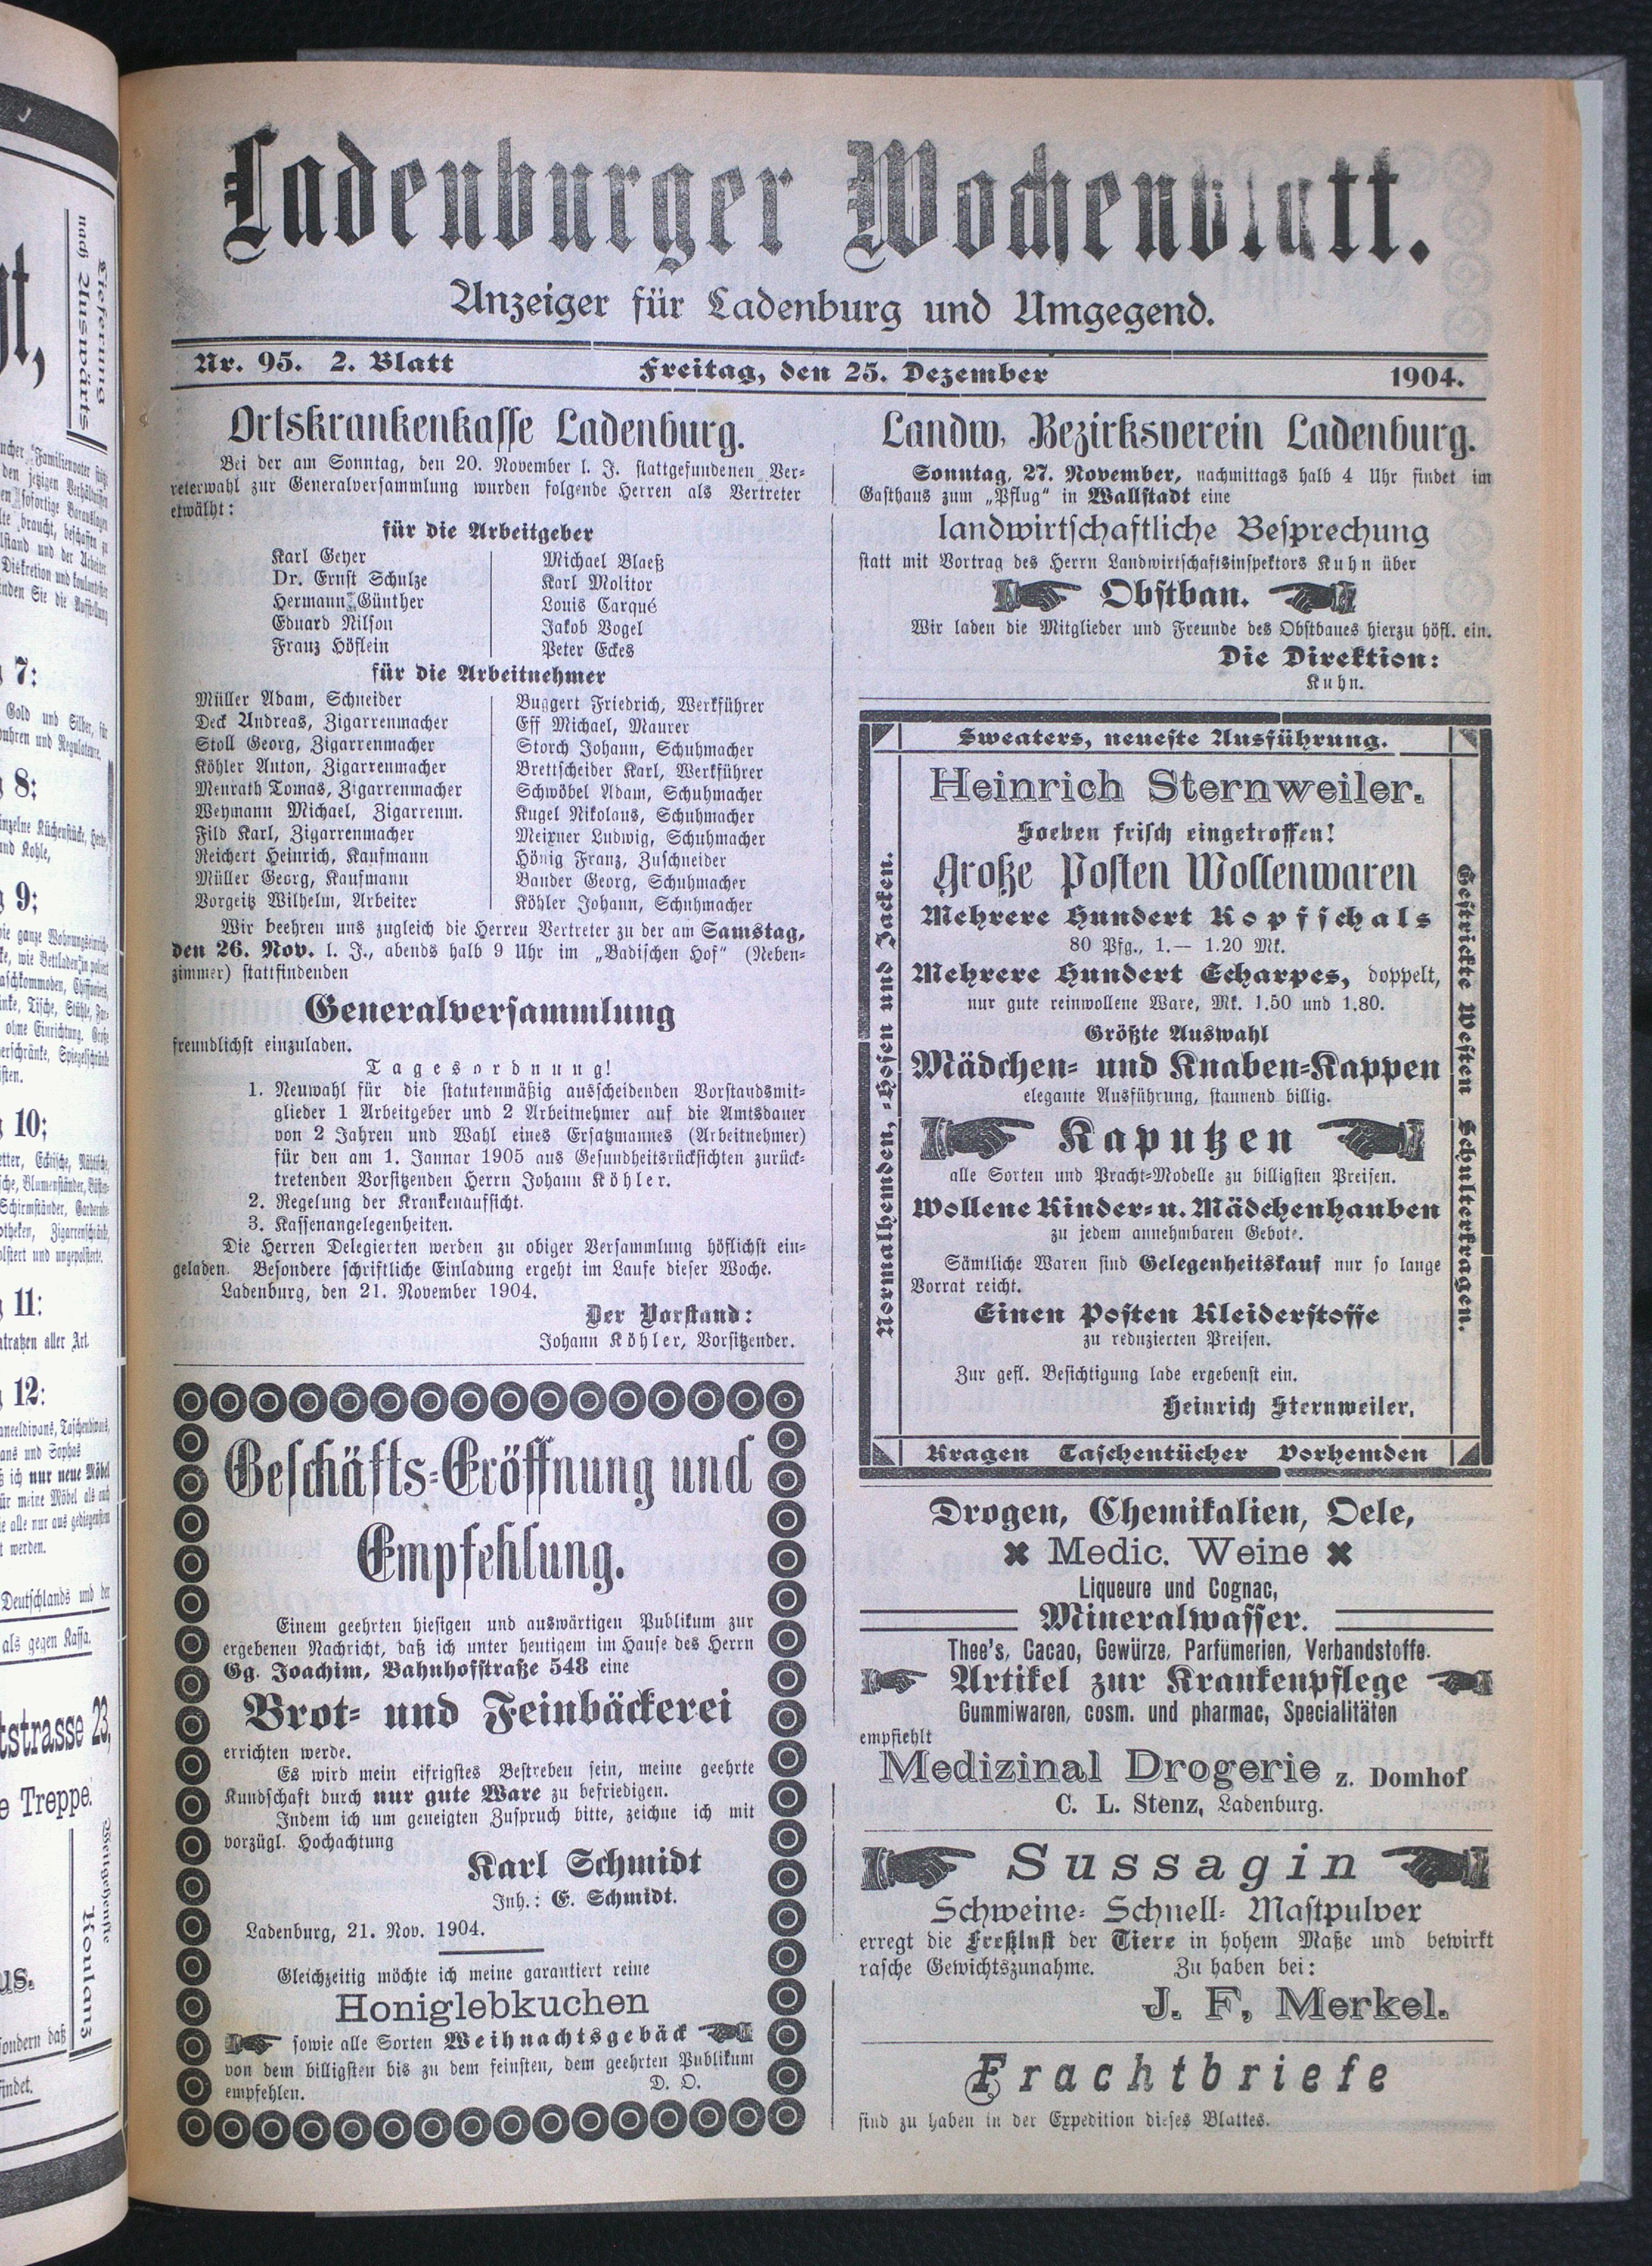 Ladenburger Wochenblatt.
Anzeiger für Ladenburg und Umgegend.
Nr. 95. 2. Blatt Freitag, den 25. Dezember 1904.
Ortskrankenkasse Ladenburg.
Bei der am Sonntag, den 20. November l. J. stattgefundenen Ver-
reterwahl zur Generalversammlung wurden folgende Herren als Vertreter
etwälht:
für die Arbeitgeber
Karl Geyer
Dr. Ernst Schulze
Hermann Günther
Eduard Nilson
Franz Höflein
Michael Blaeß
Karl Molitor
Louis Carqué
Jakob Vogel
Peter Eckes
für die Arbeitnehmer
Müller Adam, Schneider
Deck Andreas, Zigarrenmacher
Stoll Georg, Zigarrenmacher
Köhler Anton, Zigarrenmacher
Menrath Tomas, Zigarrenmacher
Weymann Michael, Zigarrenm.
Fild Karl, Zigarrenmacher
Reichert Heinrich, Kaufmann
Müller Georg, Kaufmann
Vorgeitz Wilhelm, Arbeiter
Buggert Friedrich, Werkführer
Eff Michael, Maurer
Storch Johann, Schuhmacher
Brettscheider Karl, Werkführer
Schwöbel Adam, Schuhmacher
Kugel Nikolaus, Schuhmacher
Meixner Ludwig, Schuhmacher
Hönig Franz, Zuschneider
Bauder Georg, Schuhmacher
Köhler Johann, Schuhmacher
Wir beehren uns zugleich die Herren Vertreter zu der am Samstag,
den 26. Nov. l. J., abends halb 9 Uhr im „Badischen Hof“ (Neben-
zimmer) stattfindenden
Generalversammlung
freundlichst einzuladen.
Tagesordnung!
1. Neuwahl für die statutenmäßig ausscheidenden Vorstandsmit-
glieder 1 Arbeitgeber und 2 Arbeitnehmer auf die Amtsdauer
von 2 Jahren und Wahl eines Ersatzmannes (Arbeitnehmer)
für den am 1. Januar 1905 aus Gesundheitsrücksichten zurück-
tretenden Vorsitzenden Herrn Johann Köhler.
2. Regelung der Krankenaufsicht.
3. Kassenangelegenheiten.
Die Herren Delegierten werden zu obiger Versammlung höflichst ein-
geladen. Besondere schriftliche Einladung ergeht im Laufe dieser Woche.
Ladenburg, den 21. November 1904.
Der Vorstand:
Johann Köhler, Vorsitzender.
Geschäfts-Eröffnung und
Empfehlung.
Einem geehrten hiesigen und auswärtigen Publikum zur
ergebenen Nachricht, daß ich unter heutigem im Hause des Herrn
Gg. Joachim, Bahnhofstraße 548 eine
Brot- und Feinbäckerei
errichten werde.
Es wird mein eifrigstes Bestreben sein, meine geehrte
Kundschaft durch nur gute Ware zu befriedigen.
Indem ich um geneigten Zuspruch bitte, zeichne ich mit
vorzügl. Hochachtung
Karl Schmidt
Inh.: E. Schmidt.
Ladenburg, 21. Nov. 1904.
Gleichzeitig möchte ich meine garantiert reine
Honiglebkuchen
sowie alle Sorten Weihnachtsgebäck
von dem billigsten bis zu dem feinsten, dem geehrten Publikum
empfehlen. D. O.
Landw. Bezirksverein Ladenburg.
Sonntag, 27. November, nachmittags halb 4 Uhr findet im
Gasthaus zum „Pflug“ in Wallstadt eine
landwirtschaftliche Besprechung
statt mit Vortrag des Herrn Landwirtschaftsinspektors Kuhn über
Obstban.
Wir laden die Mitglieder und Freunde des Obstbaues hierzu höfl. ein.
Die Direktion:
Kuhn.
Sweaters, neueste Ausführung.
Normalhemden, -Hosen und Jacken.
Heinrich Sternweiler.
Soeben frisch eingetroffen!
Große Posten Wollenwaren
Mehrere Hundert Kopfschals
80 Pfg., 1.— 1.20 Mk.
Mehrere Hundert Echarpes, doppelt,
nur gute reinwollene Ware, Mk. 1.50 und 1.80.
Größte Auswahl
Mädchen- und Knaben-Kappen
elegante Ausführung, staunend billig.
Kaputzen
alle Sorten und Pracht-Modelle zu billigsten Preisen.
Wollene Kinder- u. Mädchenhauben
zu jedem annehmbaren Gebote.
Sämtliche Waren sind Gelegenheitskauf nur so lange
Vorrat reicht.
Einen Posten Kleiderstoffe
zu reduzierten Preisen.
Zur gefl. Besichtigung lade ergebenst ein.
Heinrich Sternweiler,
Gestrickte Westen Schulterkragen.
Kragen Taschentücher Vorhemden
Drogen, Chemikalien, Oele,
Medic. Weine
Liqueure und Cognac,
Mineralwasser.
Thee's, Cacao, Gewürze, Parfümerien, Verbandstoffe.
Artikel zur Krankenpflege
Gummiwaren, cosm. und pharmac, Specialitäten
empfiehlt
Medizinal Drogerie z. Domhof
C. L. Stenz, Ladenburg.
Sussagin
Schweine- Schnell- Mastpulver
erregt die Freßlust der Tiere in hohem Maße und bewirkt
rasche Gewichtszunahme. Zu haben bei:
J. F, Merkel.
Frachtbriefe
sind zu haben in der Expedition dieses Blattes.